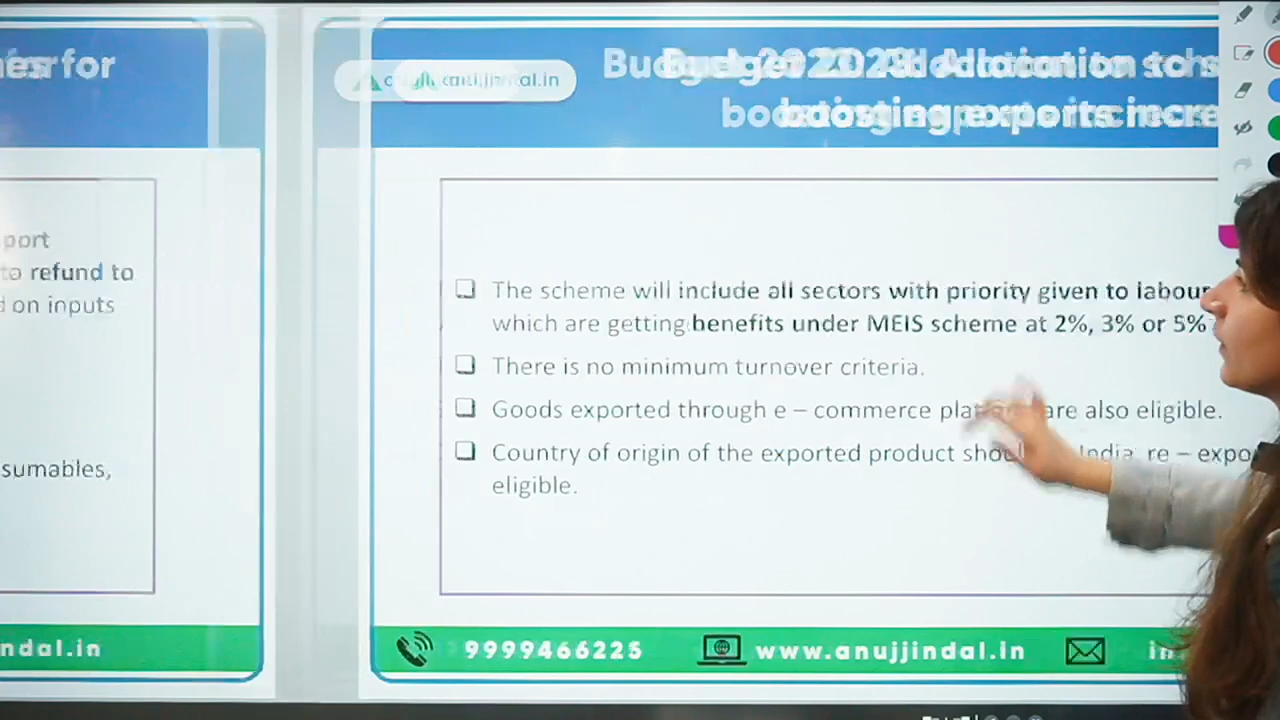 for
anujjindal.in
boosting exports
port
to refund to
on inputs
sumables,
The scheme will include all sectors with priority given to labour
which are getting benefits under MEIS scheme at 2%, 3% or 5%
There is no minimum turnover criteria.
Goods exported through e – commerce are also eligible.
Country of origin of the exported product India re –
eligible.
ndal.in
9999466225
www.anujjindal.in